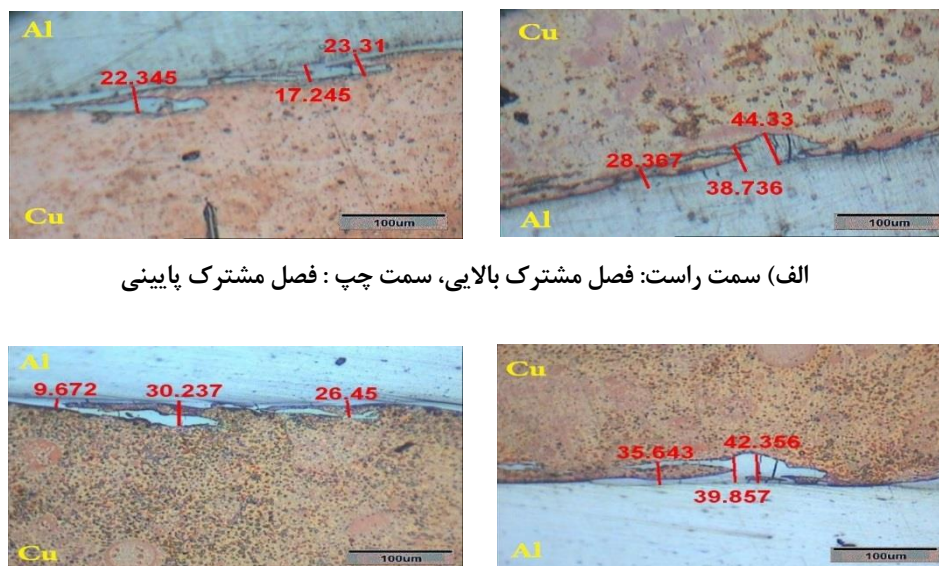 Al
23.31
22.345
17.245
Cu
100um
Cu
44.33
28.367
38.736
Al
100um
الف) سمت راست: فصل مشترک بالایی، سمت چپ : فصل مشترک پایینی
Al
9.672 30.237 26.45
Cu
100um
Cu
42.356
35.643
39.857
Al
100um